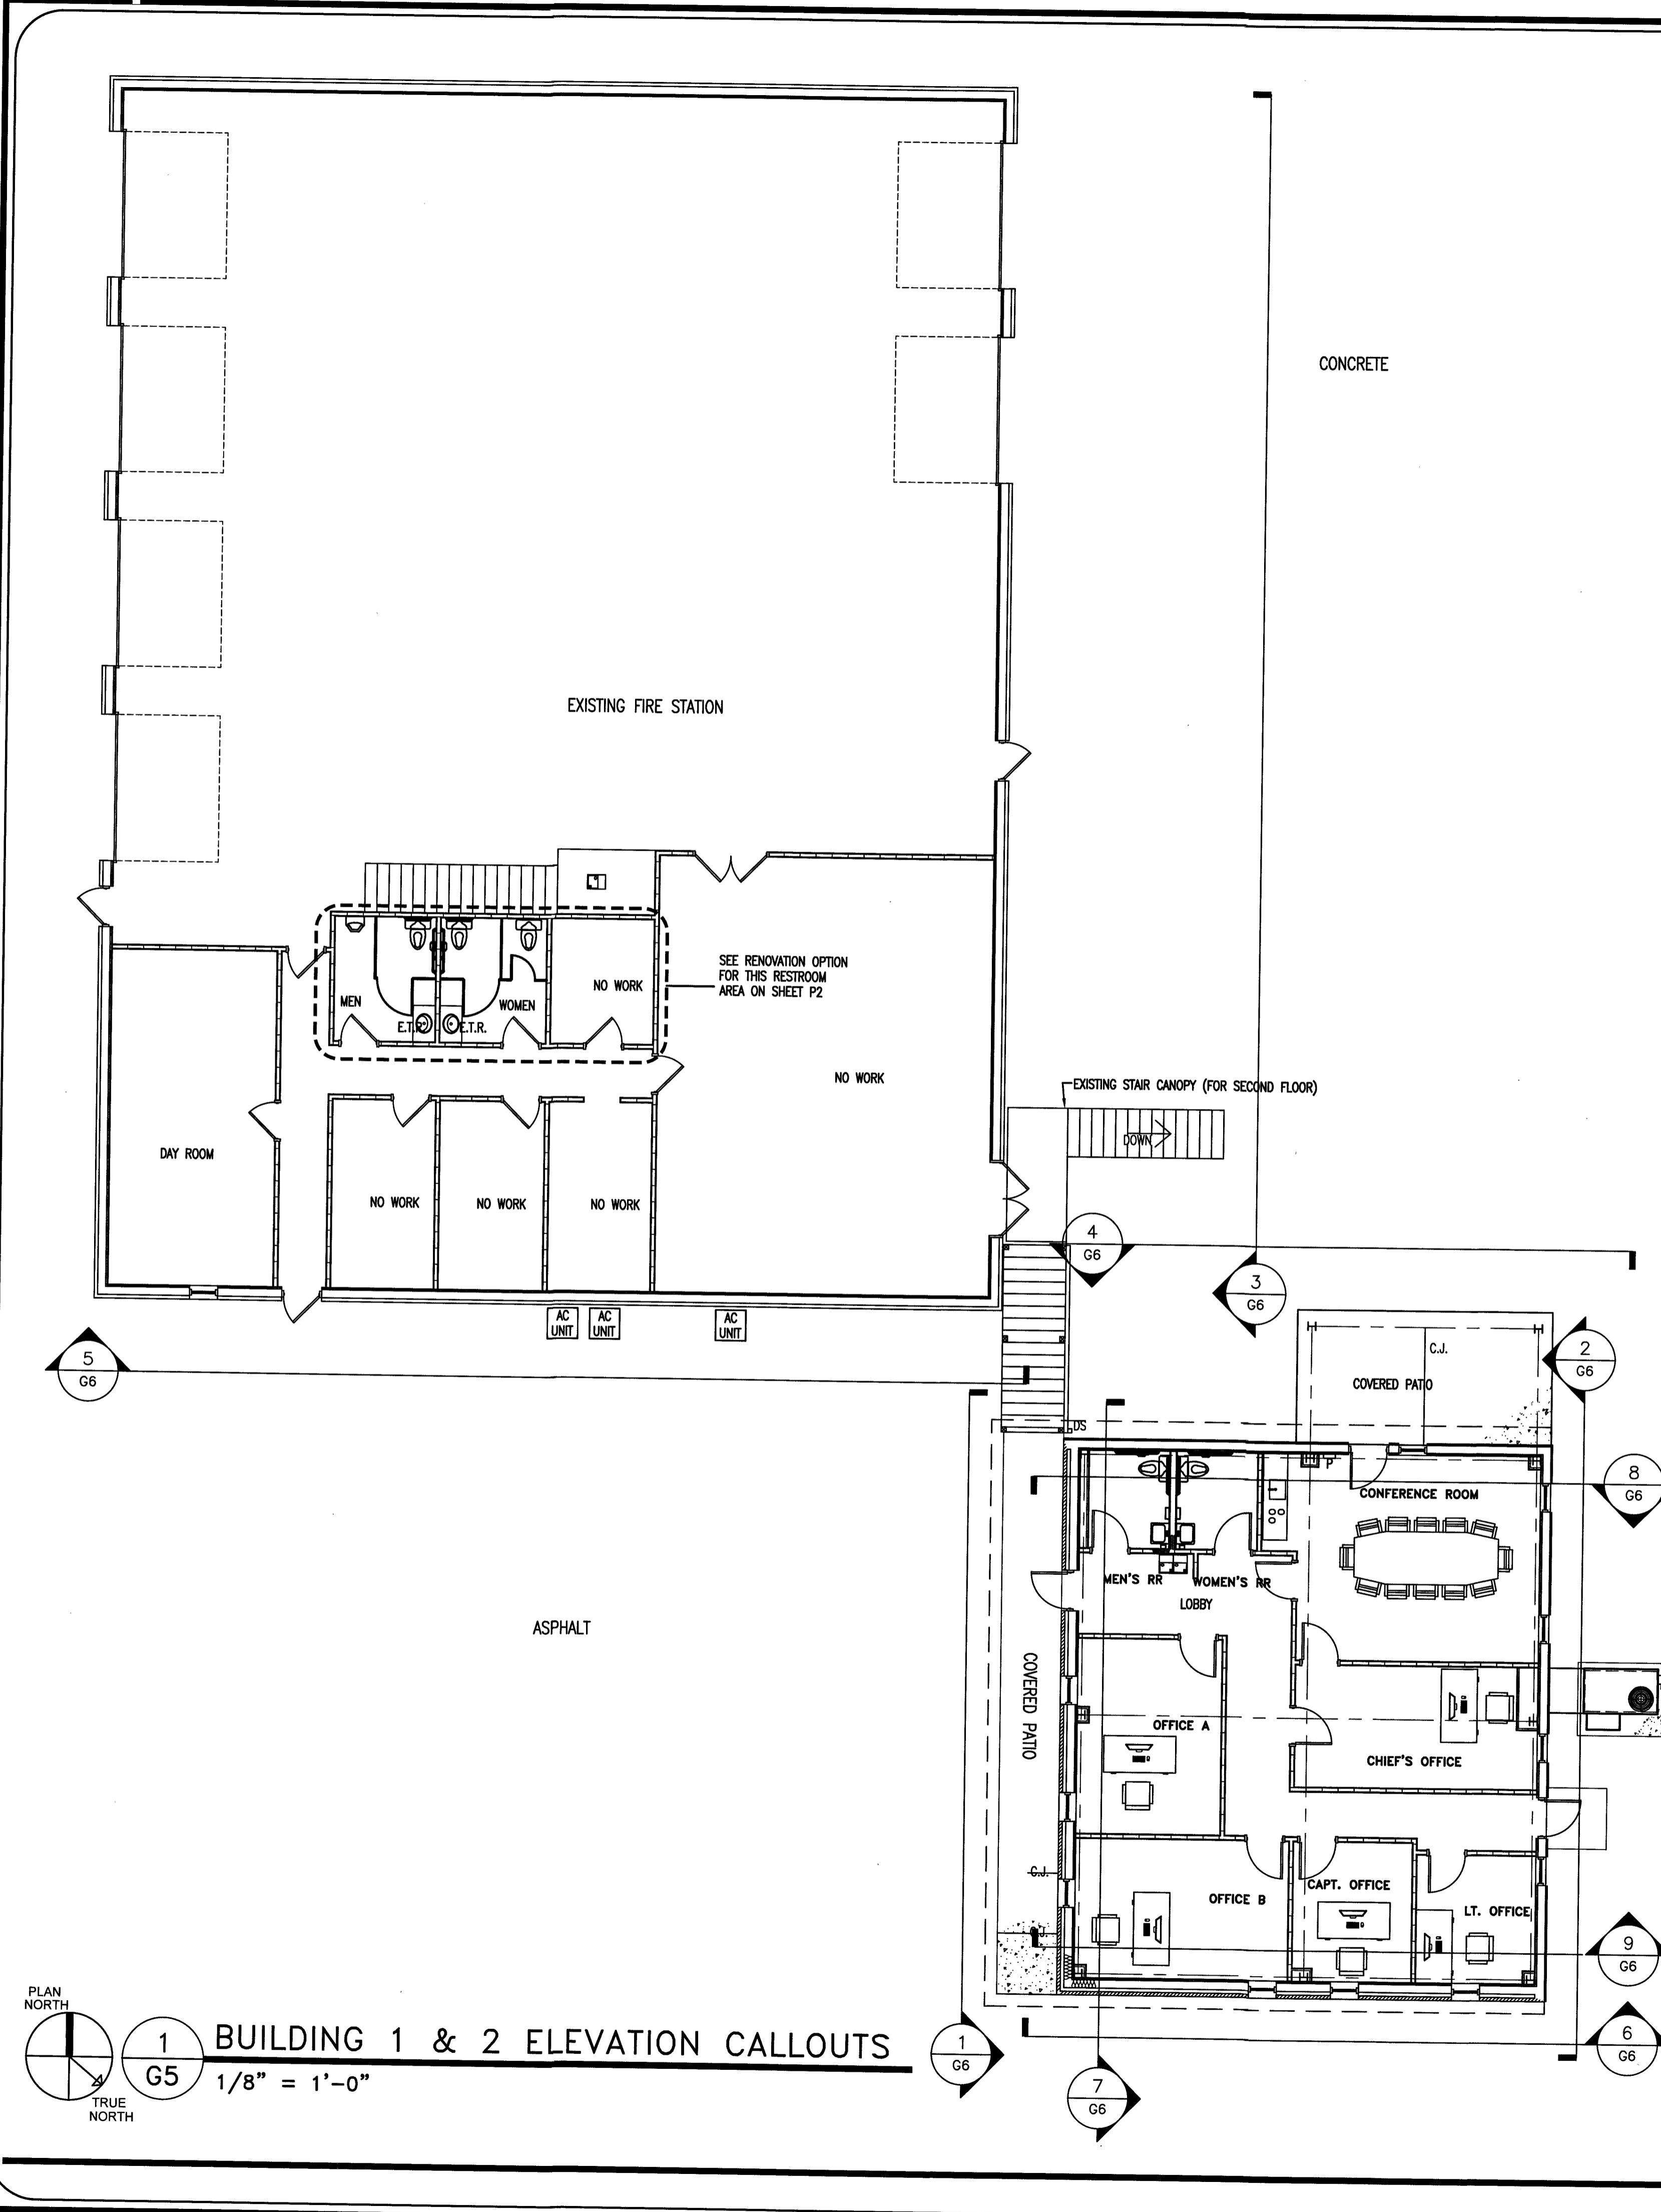 CONCRETE
EXISTING FIRE STATION
SEE RENOVATION OPTION
FOR THIS RESTROOM
AREA ON SHEET P2
NO WORK
MEN
WOMEN
E.T.R.
E.T.R.
NO WORK
EXISTING STAIR CANOPY (FOR SECOND FLOOR)
DOWN
DAY ROOM
NO WORK
NO WORK
NO WORK
4
G6
3
G6
AC
UNIT
AC
UNIT
AC
UNIT
5
G6
2
G6
C.J.
COVERED PATIO
DS
P
8
G6
CONFERENCE ROOM
MEN'S RR
WOMEN'S RR
LOBBY
ASPHALT
COVERED PATIO
OFFICE A
CHIEF'S OFFICE
C.J.
OFFICE B
CAPT. OFFICE
LT. OFFICE
9
G6
PLAN
NORTH
TRUE
NORTH
1
G5
BUILDING 1 & 2 ELEVATION CALLOUTS
1/8" = 1'-0"
1
G6
6
G6
7
G6